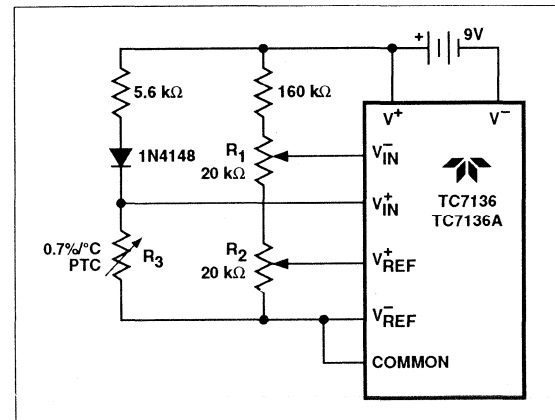 + 9V
5.6 kΩ
160 kΩ
V+
V−
1N4148
R1
20 kΩ
V−IN
V+IN
TC7136
TC7136A
0.7%/°C
PTC
R3
R2
20 kΩ
V+REF
V−REF
COMMON